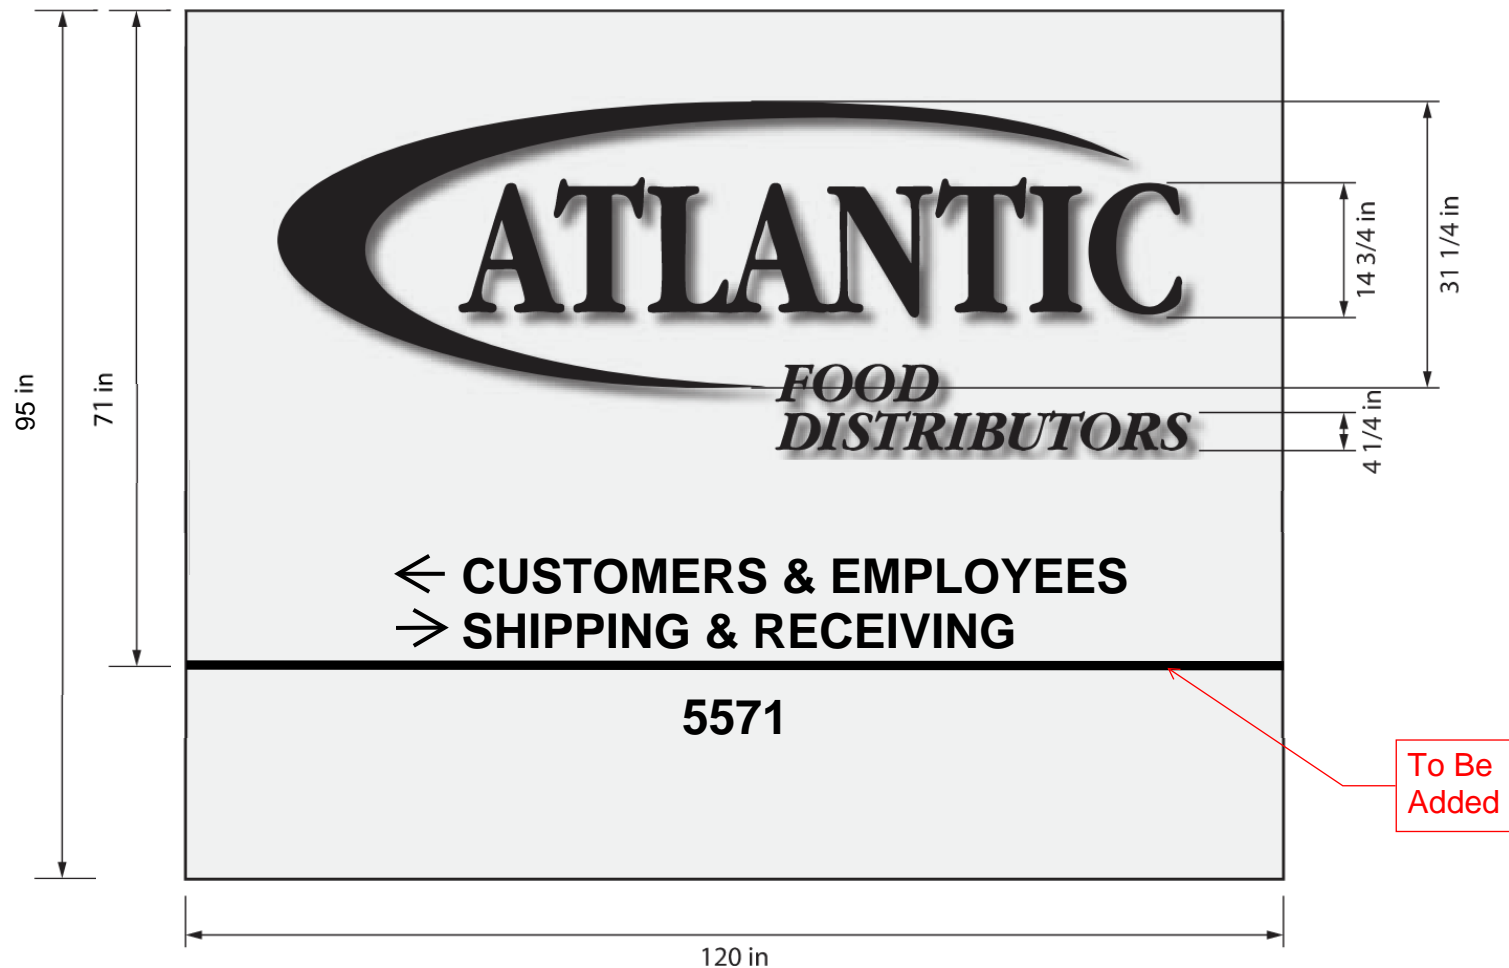 95 in
71 in
ATLANTIC
FOOD
DISTRIBUTORS
14 3/4 in
31 1/4 in
4 1/4 in
← CUSTOMERS & EMPLOYEES
→ SHIPPING & RECEIVING
5571
To Be
Added
120 in